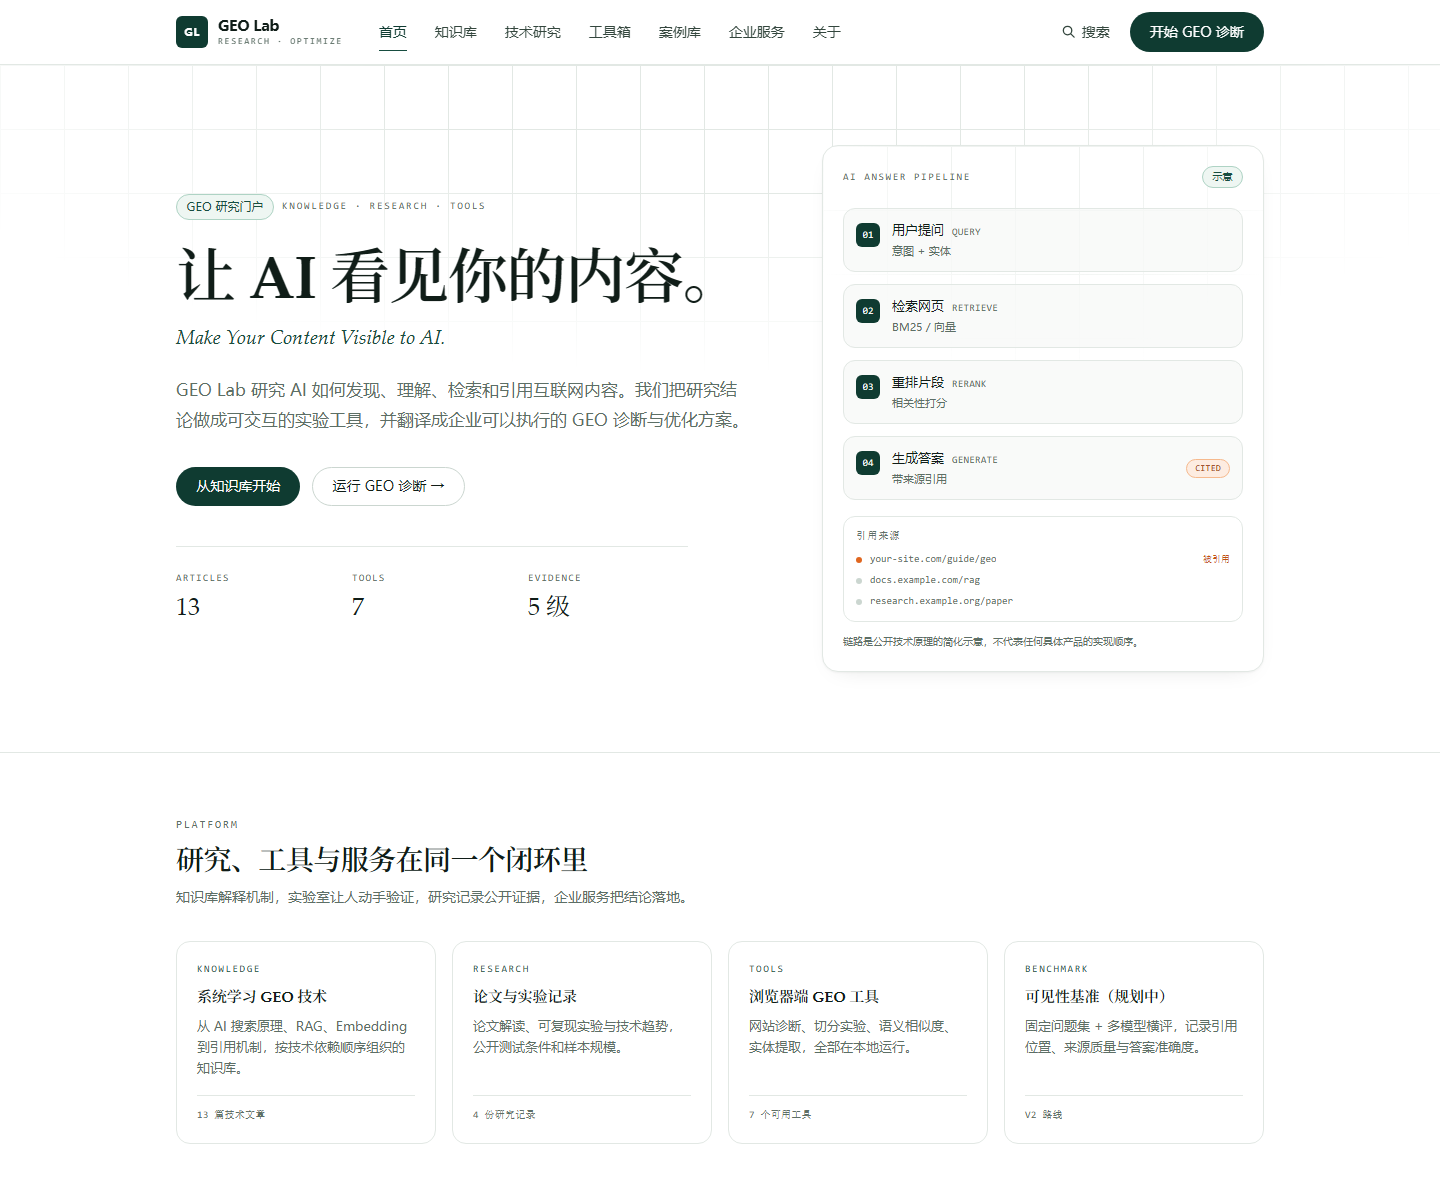 GL
GEO Lab
RESEARCH · OPTIMIZE
首页
知识库
技术研究
工具箱
案例库
企业服务
关于
搜索
开始 GEO 诊断
GEO 研究门户
KNOWLEDGE · RESEARCH · TOOLS
让 AI 看见你的内容。
Make Your Content Visible to AI.
GEO Lab 研究 AI 如何发现、理解、检索和引用互联网内容。我们把研究结
论做成可交互的实验工具，并翻译成企业可以执行的 GEO 诊断与优化方案。
从知识库开始
运行 GEO 诊断 →
ARTICLES
13
TOOLS
7
EVIDENCE
5 级
AI ANSWER PIPELINE
示意
01
用户提问 QUERY
意图 + 实体
02
检索网页 RETRIEVE
BM25 / 向量
03
重排片段 RERANK
相关性打分
04
生成答案 GENERATE
带来源引用
CITED
引用来源
your-site.com/guide/geo
被引用
docs.example.com/rag
research.example.org/paper
链路是公开技术原理的简化示意，不代表任何具体产品的实现顺序。
PLATFORM
研究、工具与服务在同一个闭环里
知识库解释机制，实验室让人动手验证，研究记录公开证据，企业服务把结论落地。
KNOWLEDGE
系统学习 GEO 技术
从 AI 搜索原理、RAG、Embedding
到引用机制，按技术依赖顺序组织的
知识库。
13 篇技术文章
RESEARCH
论文与实验记录
论文解读、可复现实验与技术趋势，
公开测试条件和样本规模。
4 份研究记录
TOOLS
浏览器端 GEO 工具
网站诊断、切分实验、语义相似度、
实体提取，全部在本地运行。
7 个可用工具
BENCHMARK
可见性基准（规划中）
固定问题集 + 多模型横评，记录引用
位置、来源质量与答案准确度。
V2 路线